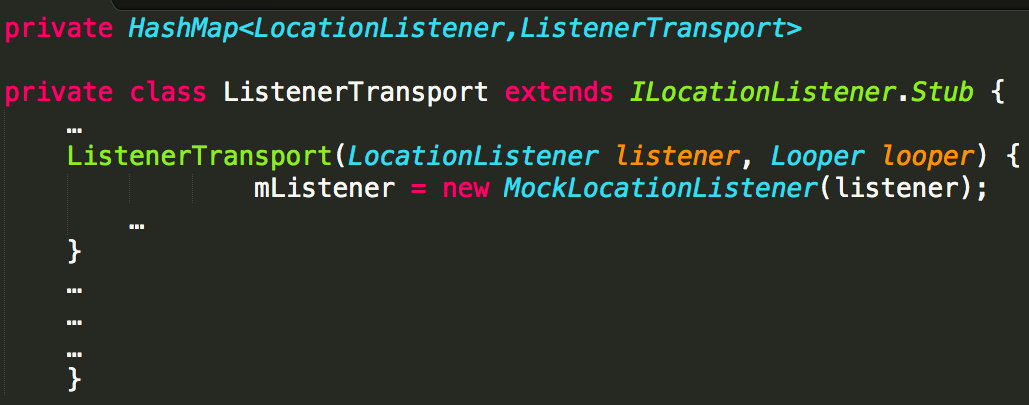 private HashMap<LocationListener,ListenerTransport>
private class ListenerTransport extends ILocationListener.Stub {
…
ListenerTransport(LocationListener listener, Looper looper) {
mListener = new MockLocationListener(listener);
…
}
…
…
…
}